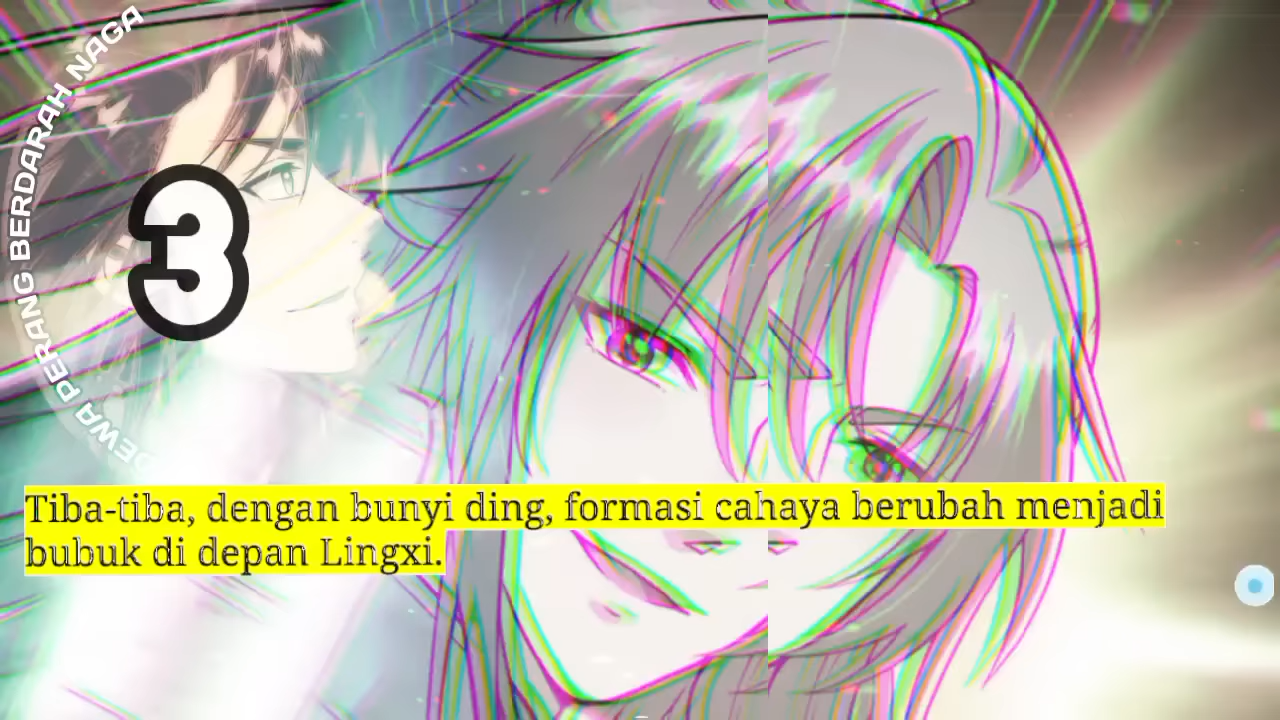 DEWA PERANG BERDARAH NAGA
3
Tiba-tiba, dengan bunyi ding, formasi cahaya berubah menjadi
bubuk di depan Lingxi.